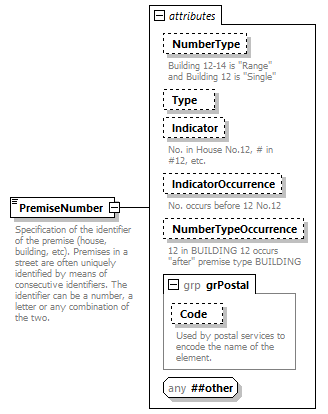 attributes
NumberType
Building 12-14 is "Range"
and Building 12 is "Single"
Type
Indicator
No. in House No.12, # in
#12, etc.
IndicatorOccurrence
No. occurs before 12 No.12
NumberTypeOccurrence
12 in BUILDING 12 occurs
"after" premise type BUILDING
grp grPostal
Code
Used by postal services to
encode the name of the
element.
any ##other
PremiseNumber
Specification of the identifier
of the premise (house,
building, etc). Premises in a
street are often uniquely
identified by means of
consecutive identifiers. The
identifier can be a number, a
letter or any combination of
the two.